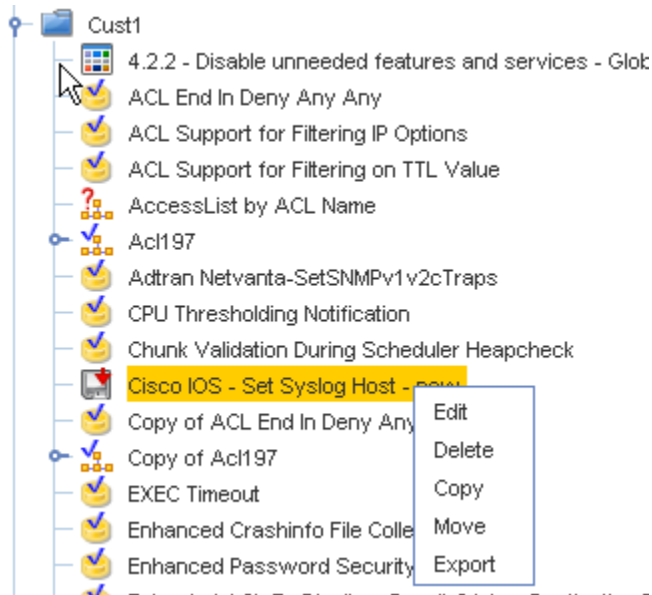 Cust1
4.2.2 - Disable unneeded features and services - Glob
ACL End In Deny Any Any
ACL Support for Filtering IP Options
ACL Support for Filtering on TTL Value
AccessList by ACL Name
Acl197
Adtran Netvanta-SetSNMPv1v2cTraps
CPU Thresholding Notification
Chunk Validation During Scheduler Heapcheck
Cisco IOS - Set Syslog Host -
Edit
Copy of ACL End In Deny Any
Delete
Copy of Acl197
Copy
EXEC Timeout
Move
Enhanced Crashinfo File Colle
Export
Enhanced Password Security